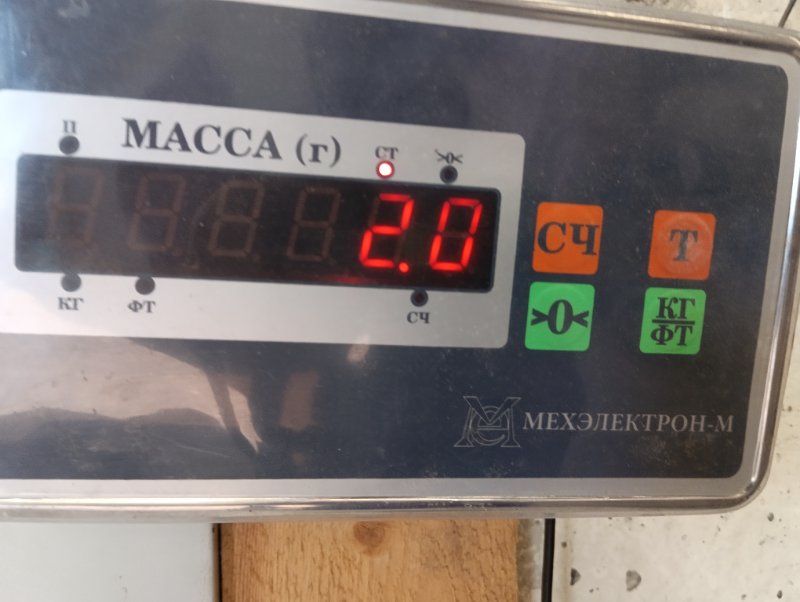 П
МАССА (г)
СТ
>0<
2.0
КГ
ФТ
СЧ
СЧ
Т
>0<
КГ
ФТ
МЕХЭЛЕКТРОН-М